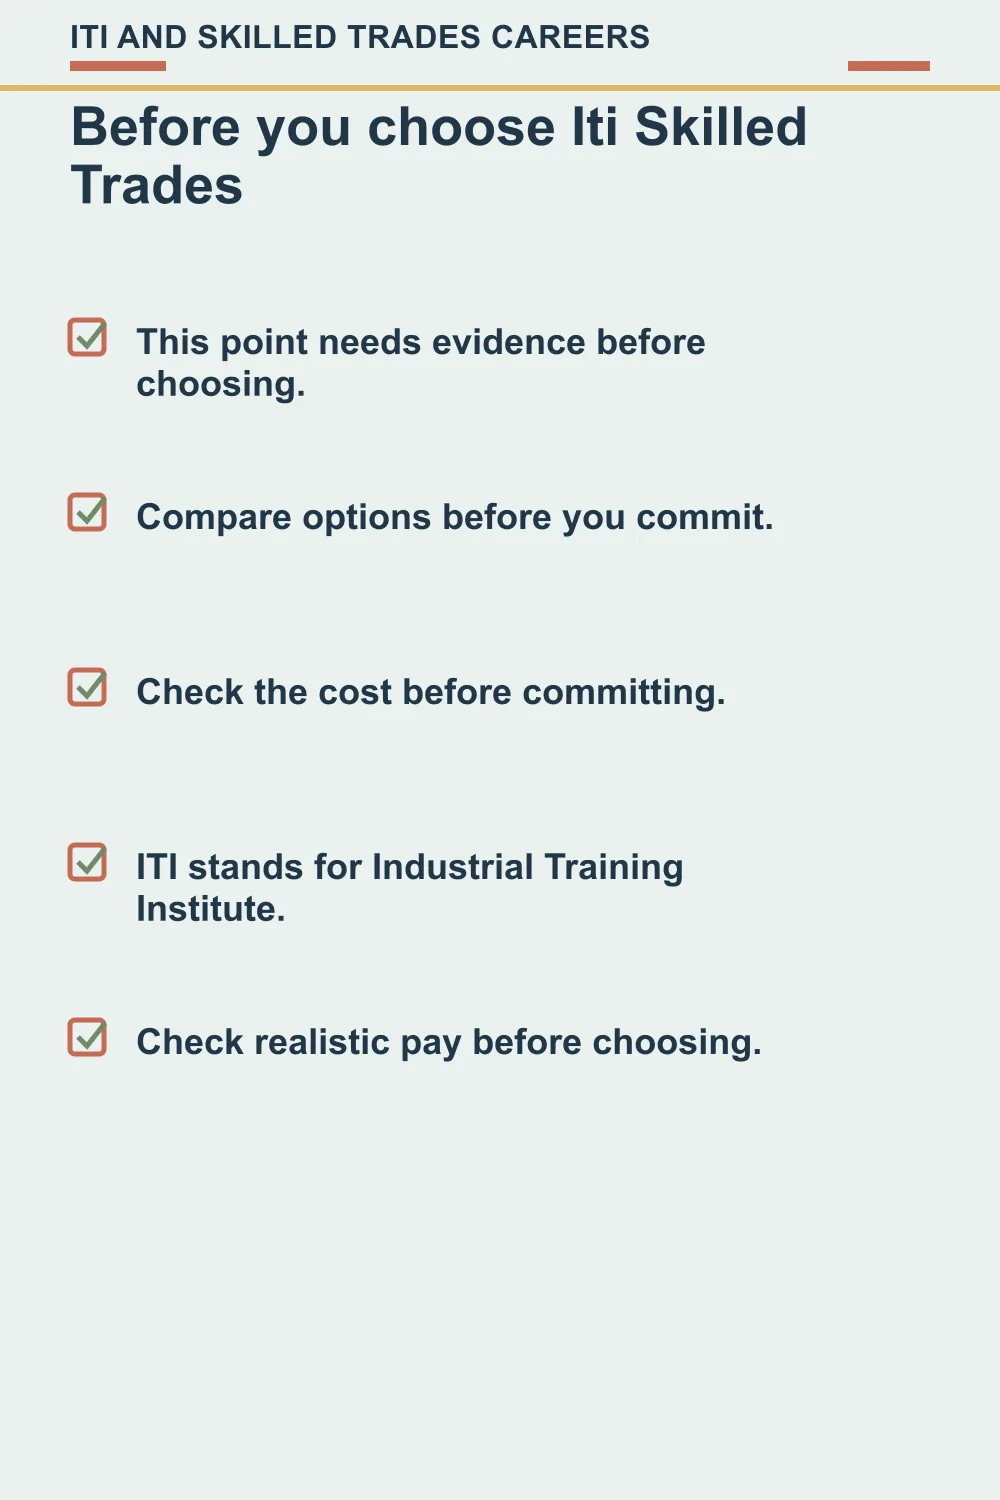 ITI AND SKILLED TRADES CAREERS
Before you choose Iti Skilled
Trades
This point needs evidence before
choosing.
Compare options before you commit.
Check the cost before committing.
ITI stands for Industrial Training
Institute.
Check realistic pay before choosing.